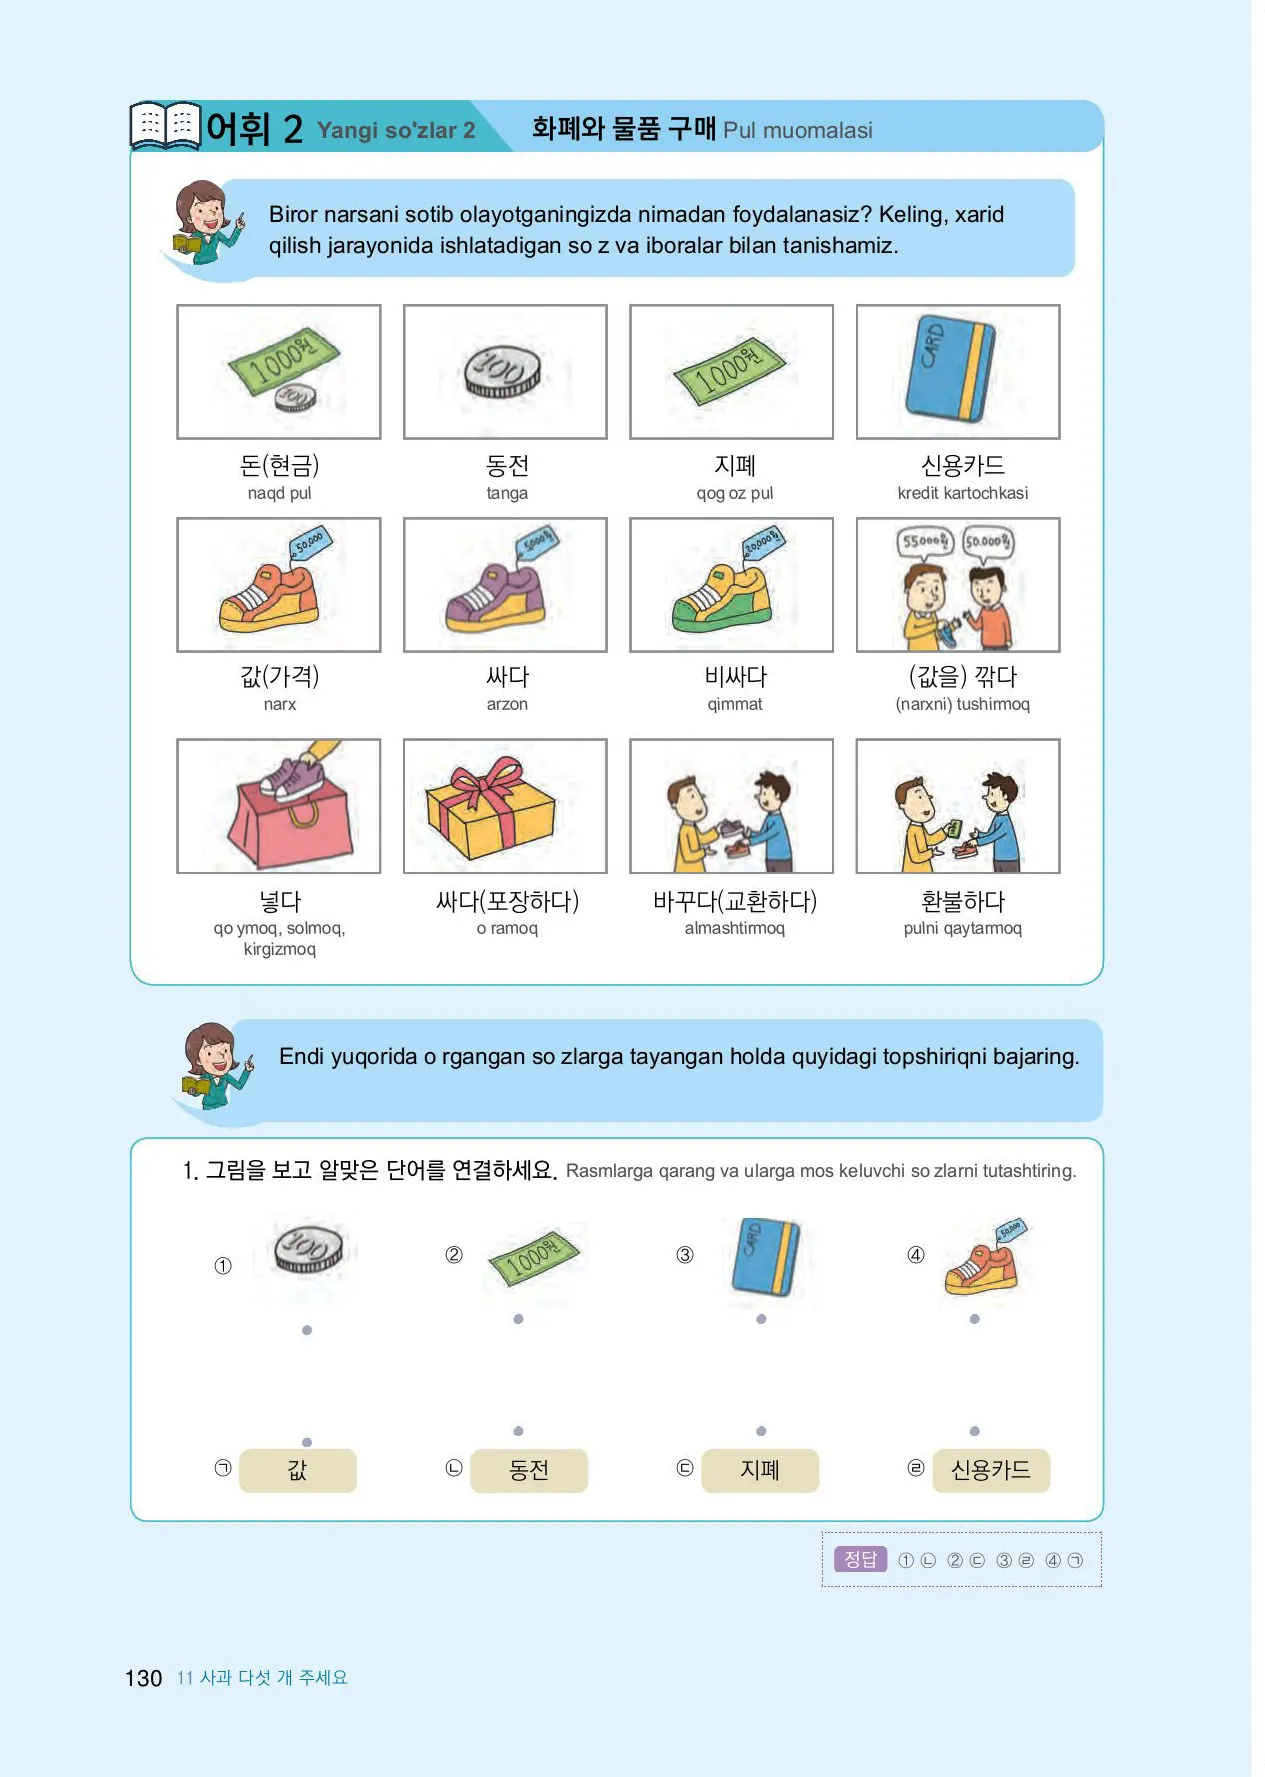 어휘 2 Yangi so'zlar 2 화폐와 물품 구매 Pul muomalasi
Biror narsani sotib olayotganingizda nimadan foydalanasiz? Keling, xarid
qilish jarayonida ishlatadigan so z va iboralar bilan tanishamiz.
1000원 100 100 1000원 CARD
돈(현금) 동전 지폐 신용카드
naqd pul tanga qog oz pul kredit kartochkasi
50,000 5000원 20,000원 55000원 50.000원
값(가격) 싸다 비싸다 (값을) 깎다
narx arzon qimmat (narxni) tushirmoq
넣다 싸다(포장하다) 바꾸다(교환하다) 환불하다
qo ymoq, solmoq, o ramoq almashtirmoq pulni qaytarmoq
kirgizmoq
Endi yuqorida o rgangan so zlarga tayangan holda quyidagi topshiriqni bajaring.
1. 그림을 보고 알맞은 단어를 연결하세요. Rasmlarga qarang va ularga mos keluvchi so zlarni tutashtiring.
① 100 ② 1000원 ③ CARD ④ 50,000
㉠ 값 ㉡ 동전 ㉢ 지폐 ㉣ 신용카드
정답 ① ㉡ ② ㉢ ③ ㉣ ④ ㉠
130 11 사과 다섯 개 주세요